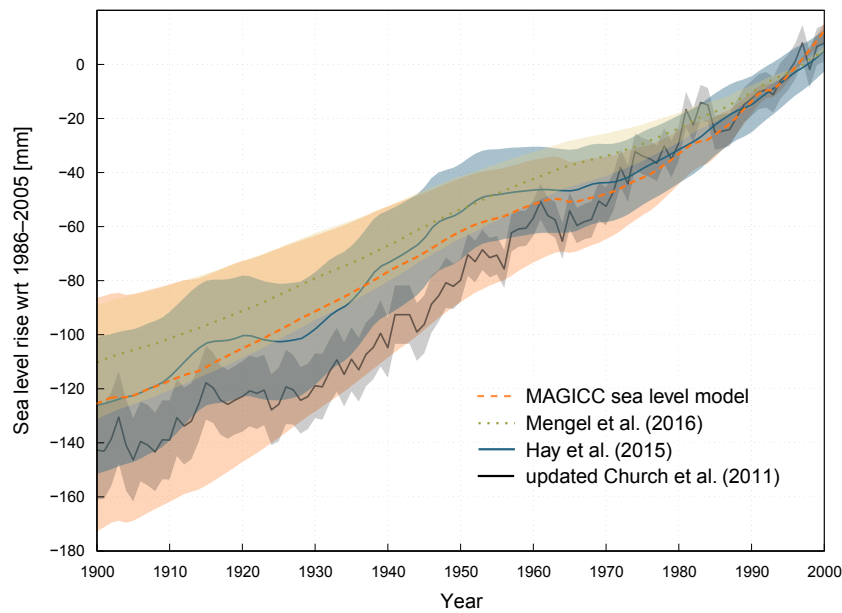 Sea level rise wrt 1986–2005 [mm]
0
−20
−40
−60
−80
−100
−120
−140
−160
−180
MAGICC sea level model
Mengel et al. (2016)
Hay et al. (2015)
updated Church et al. (2011)
1900 1910 1920 1930 1940 1950 1960 1970 1980 1990 2000
Year